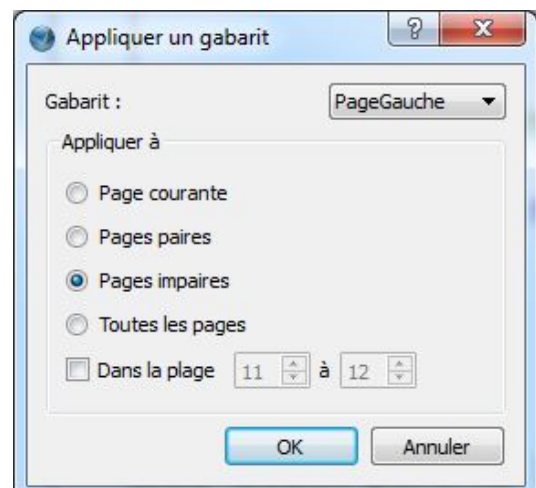 Appliquer un gabarit
Gabarit : PageGauche
Appliquer à
Page courante
Pages paires
Pages impaires
Toutes les pages
Dans la plage 11 à 12
OK Annuler